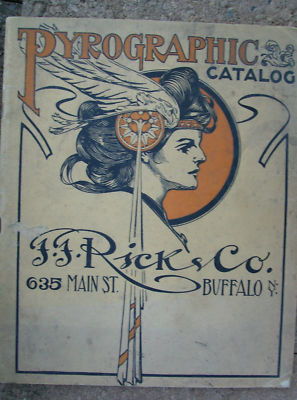 PYROGRAPHIC
CATALOG
J.F. Rick & Co.
635 MAIN ST. BUFFALO N.Y.